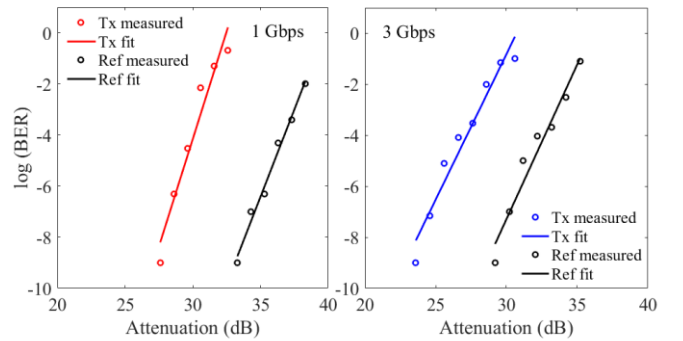 Tx measured
Tx fit
Ref measured
Ref fit
1 Gbps
0
-2
-4
-6
-8
-10
log (BER)
20
25
30
35
40
Attenuation (dB)
3 Gbps
0
-2
-4
-6
-8
-10
Tx measured
Tx fit
Ref measured
Ref fit
20
25
30
35
40
Attenuation (dB)